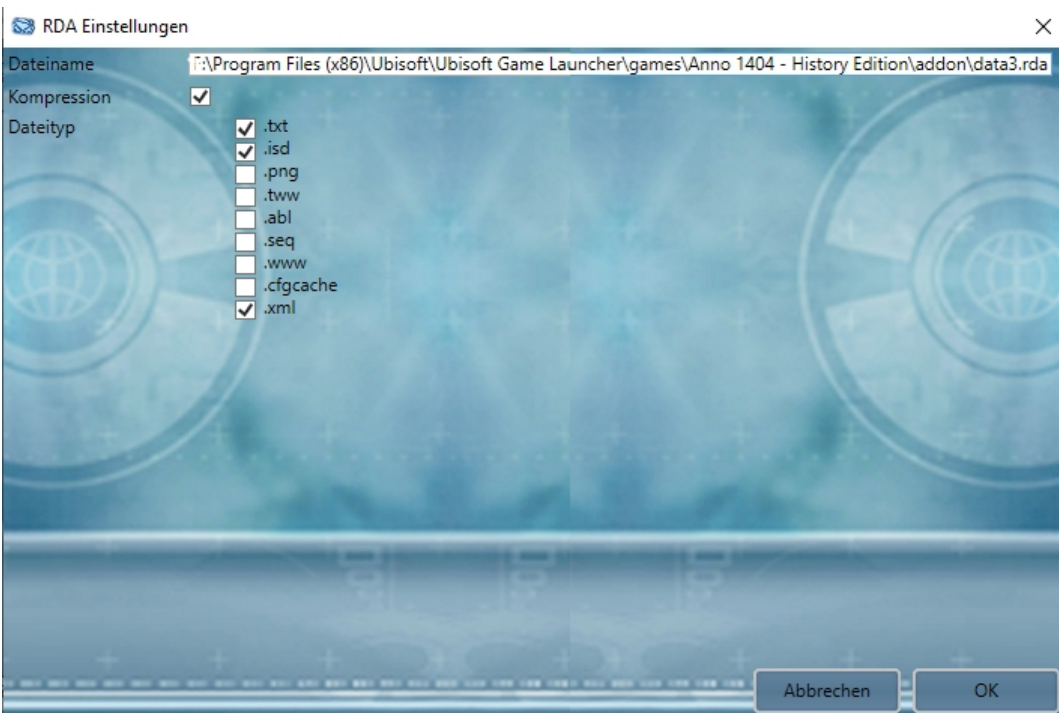 RDA Einstellungen
Dateiname F:\Program Files (x86)\Ubisoft\Ubisoft Game Launcher\games\Anno 1404 - History Edition\addon\data3.rda
Kompression
Dateityp .txt
.isd
.png
.tww
.abl
.seq
.www
.cfgcache
.xml
Abbrechen OK